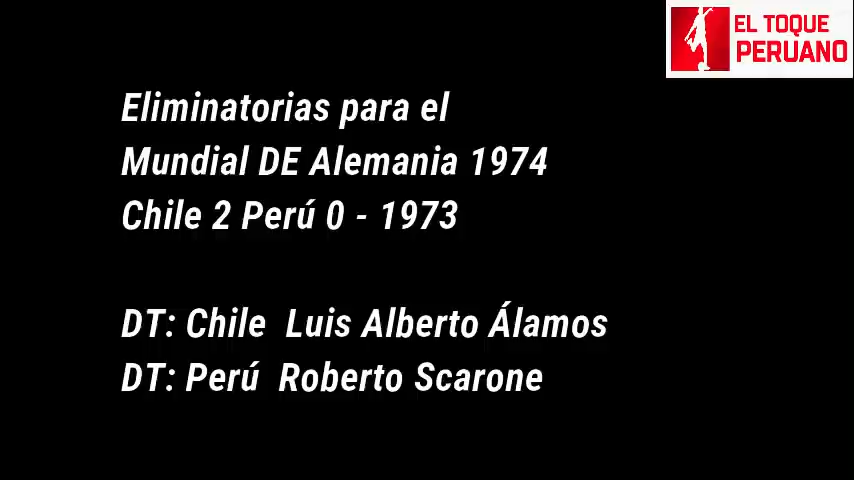 EL TOQUE
PERUANO
Eliminatorias para el
Mundial DE Alemania 1974
Chile 2 Perú 0 - 1973
DT: Chile Luis Alberto Álamos
DT: Perú Roberto Scarone